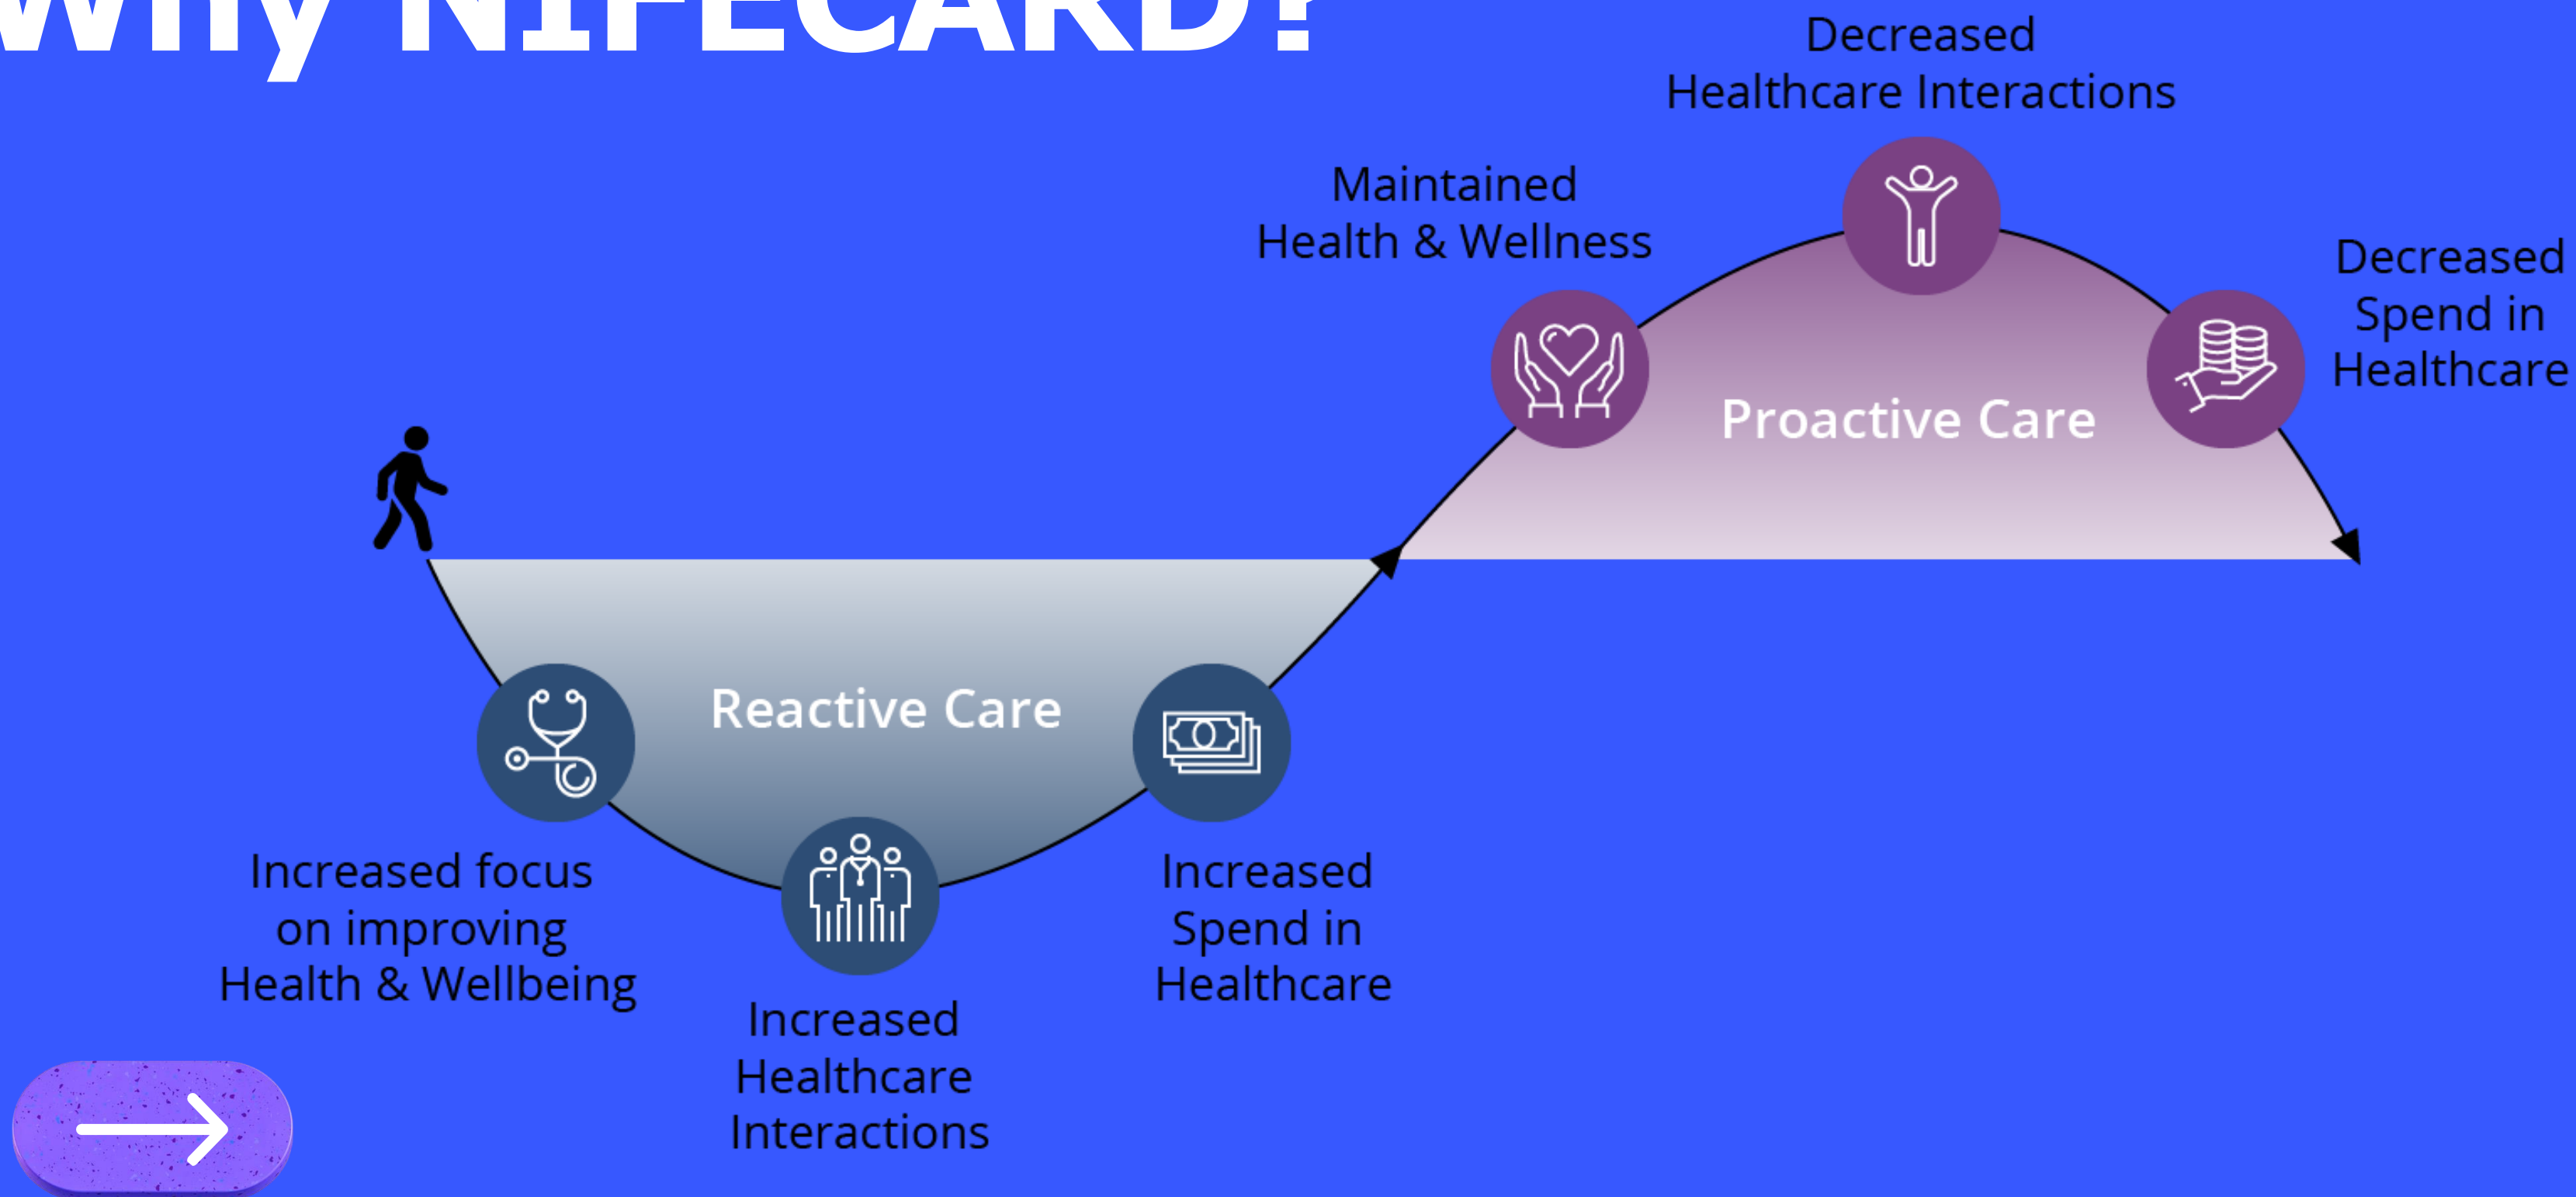 Why NIFECARD?
Decreased
Healthcare Interactions
Maintained
Health & Wellness
Decreased
Spend in
Healthcare
Proactive Care
Reactive Care
Increased focus
on improving
Health & Wellbeing
Increased
Healthcare
Interactions
Increased
Spend in
Healthcare